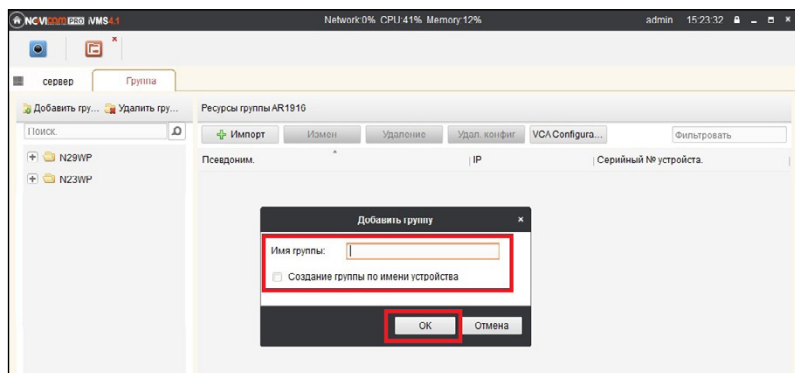 NOVICAM PRO iVMS4.1 Network:0% CPU:41% Memory:12% admin 15:23:32
сервер Группа
Добавить гру... Удалить гру... Ресурсы группы AR1916
Поиск. Импорт Измен Удаление Удал. конфиг VCA Configura... Фильтровать
Псевдоним. IP Серийный № устройства.
N29WP
N23WP
Добавить группу
Имя группы:
Создание группы по имени устройства
OK Отмена